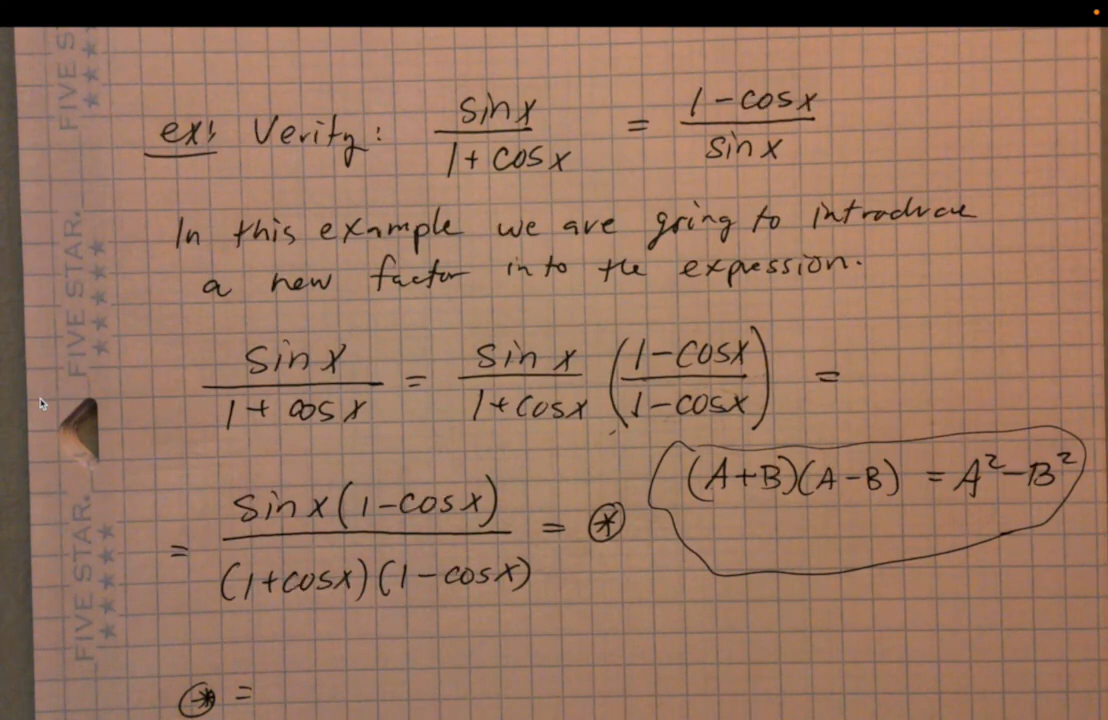 ex: Verify: sin x / 1 + cos x = 1 - cos x / sin x
In this example we are going to introduce
a new factor into the expression.
sin x / 1 + cos x = sin x / 1 + cos x (1 - cos x / 1 - cos x) =
(A+B)(A-B) = A² - B²
= sin x (1 - cos x) / (1 + cos x)(1 - cos x) = ⊛
⊛ =
FIVE S
FIVE STAR.
FIVE STAR.